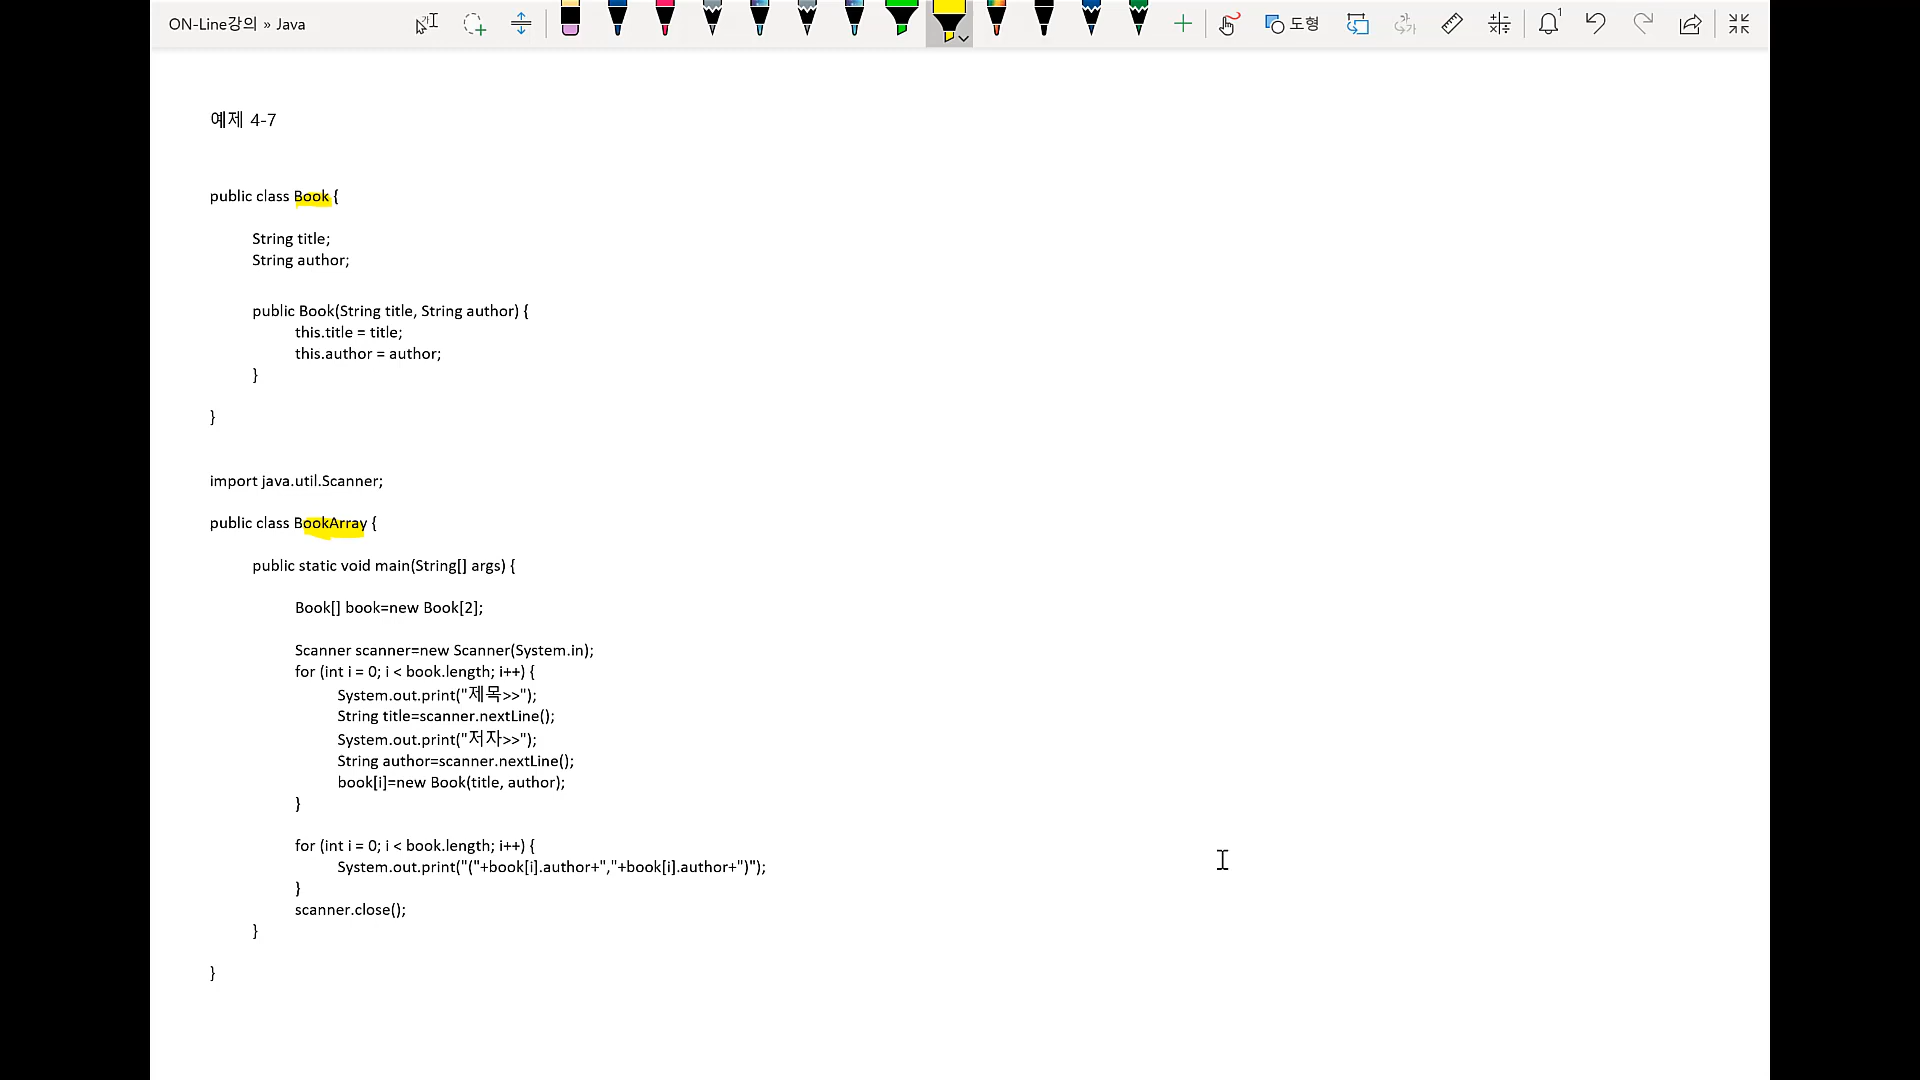 ON-Line강의 » Java
가
도형
가
1
예제 4-7
public class Book {
String title;
String author;
public Book(String title, String author) {
this.title = title;
this.author = author;
}
}
import java.util.Scanner;
public class BookArray {
public static void main(String[] args) {
Book[] book=new Book[2];
Scanner scanner=new Scanner(System.in);
for (int i = 0; i < book.length; i++) {
System.out.print("제목>>");
String title=scanner.nextLine();
System.out.print("저자>>");
String author=scanner.nextLine();
book[i]=new Book(title, author);
}
for (int i = 0; i < book.length; i++) {
System.out.print("("+book[i].author+","+book[i].author+")");
}
scanner.close();
}
}